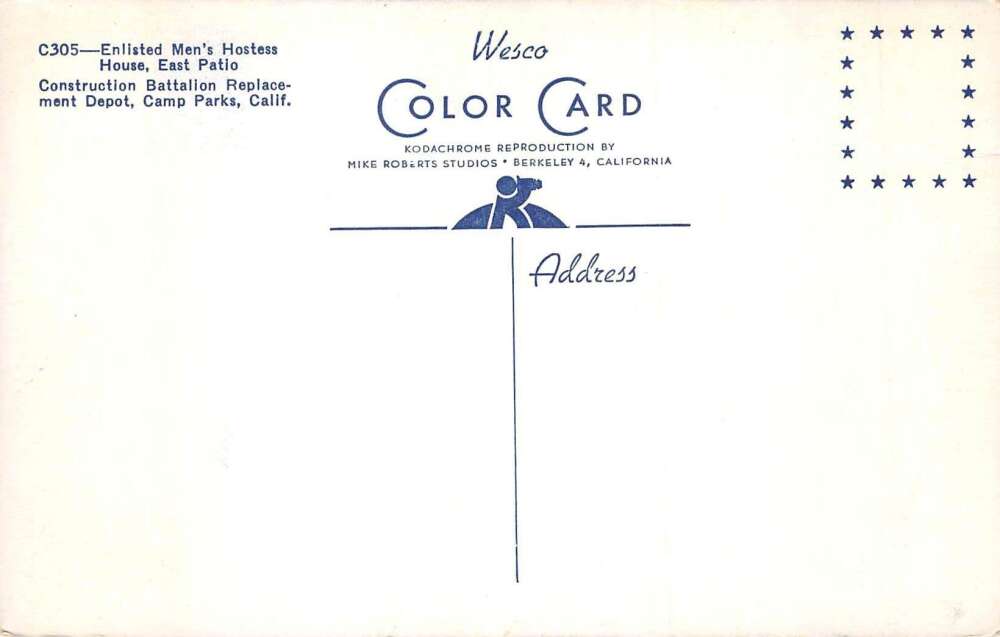 C305—Enlisted Men's Hostess
House, East Patio
Construction Battalion Replace-
ment Depot, Camp Parks, Calif.
Wesco
COLOR CARD
KODACHROME REPRODUCTION BY
MIKE ROBERTS STUDIOS • BERKELEY 4, CALIFORNIA
Address